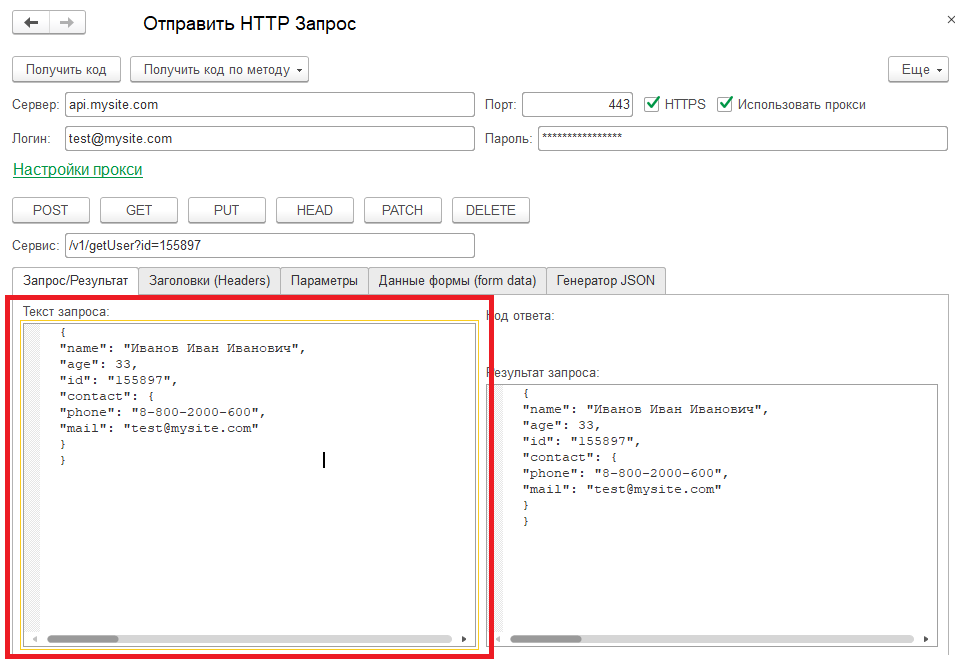 Отправить HTTP Запрос
Получить код
Получить код по методу
Еще
Сервер: api.mysite.com
Порт: 443
HTTPS
Использовать прокси
Логин: test@mysite.com
Пароль: ****************
Настройки прокси
POST
GET
PUT
HEAD
PATCH
DELETE
Сервис: /v1/getUser?id=155897
Запрос/Результат
Заголовки (Headers)
Параметры
Данные формы (form data)
Генератор JSON
Текст запроса:
{
"name": "Иванов Иван Иванович",
"age": 33,
"id": "155897",
"contact": {
"phone": "8-800-2000-600",
"mail": "test@mysite.com"
}
}
Код ответа:
Результат запроса:
{
"name": "Иванов Иван Иванович",
"age": 33,
"id": "155897",
"contact": {
"phone": "8-800-2000-600",
"mail": "test@mysite.com"
}
}